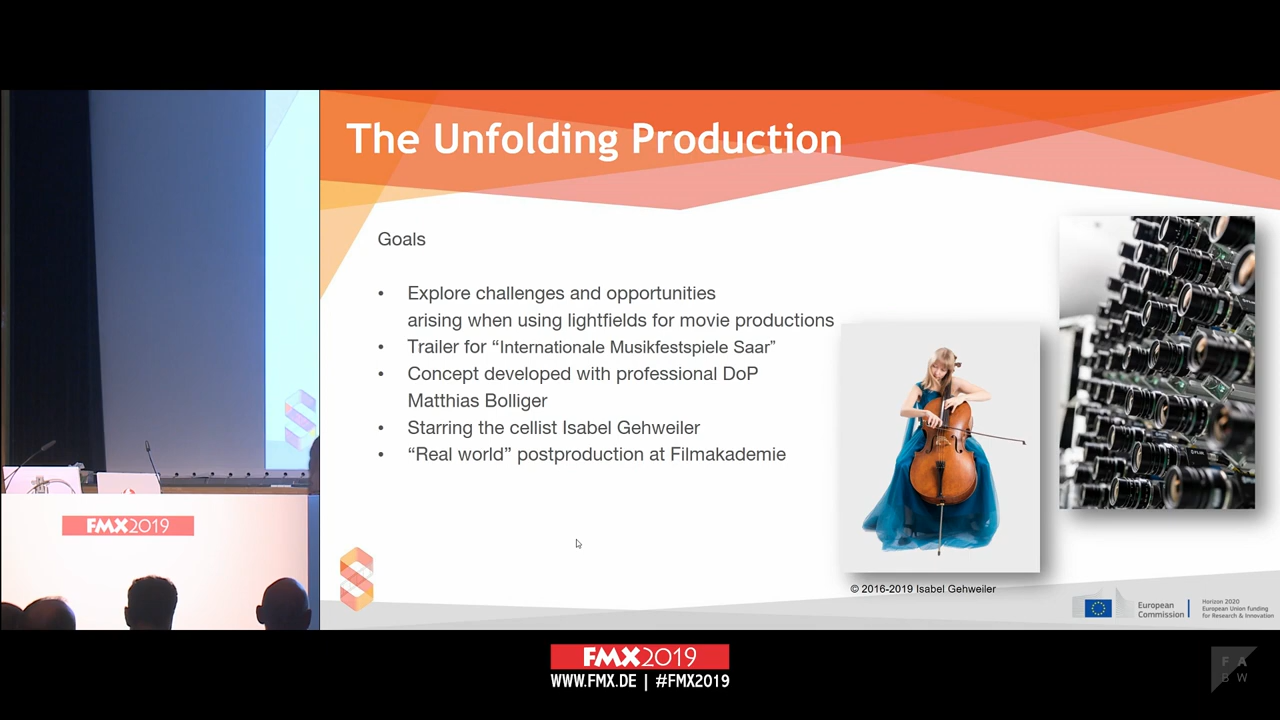 The Unfolding Production
Goals
• Explore challenges and opportunities
arising when using lightfields for movie productions
• Trailer for “Internationale Musikfestspiele Saar”
• Concept developed with professional DoP
Matthias Bolliger
• Starring the cellist Isabel Gehweiler
• “Real world” postproduction at Filmakademie
© 2016-2019 Isabel Gehweiler
European
Commission
Horizon 2020
European Union funding
for Research & Innovation
FMX2019
FMX2019
WWW.FMX.DE | #FMX2019
FA
BW